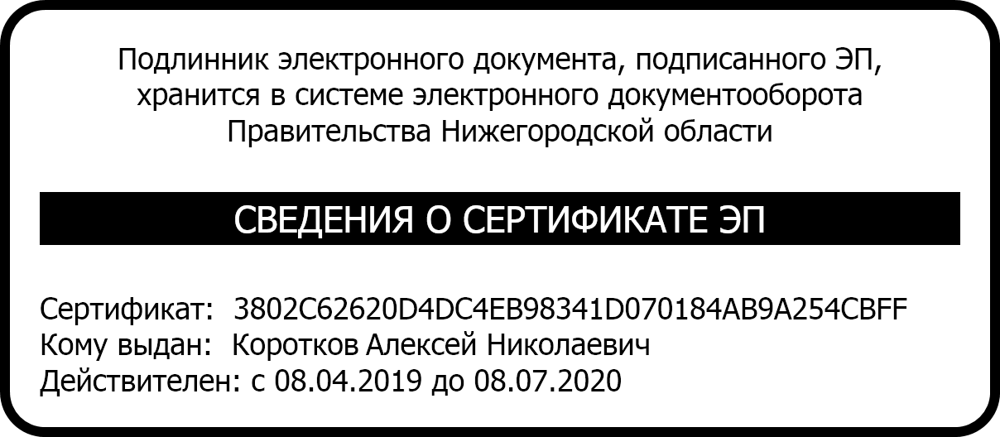 Подлинник электронного документа, подписанного ЭП,
хранится в системе электронного документооборота
Правительства Нижегородской области
СВЕДЕНИЯ О СЕРТИФИКАТЕ ЭП
Сертификат: 3802C62620D4DC4EB98341D070184AB9A254CBFF
Кому выдан: Коротков Алексей Николаевич
Действителен: с 08.04.2019 до 08.07.2020